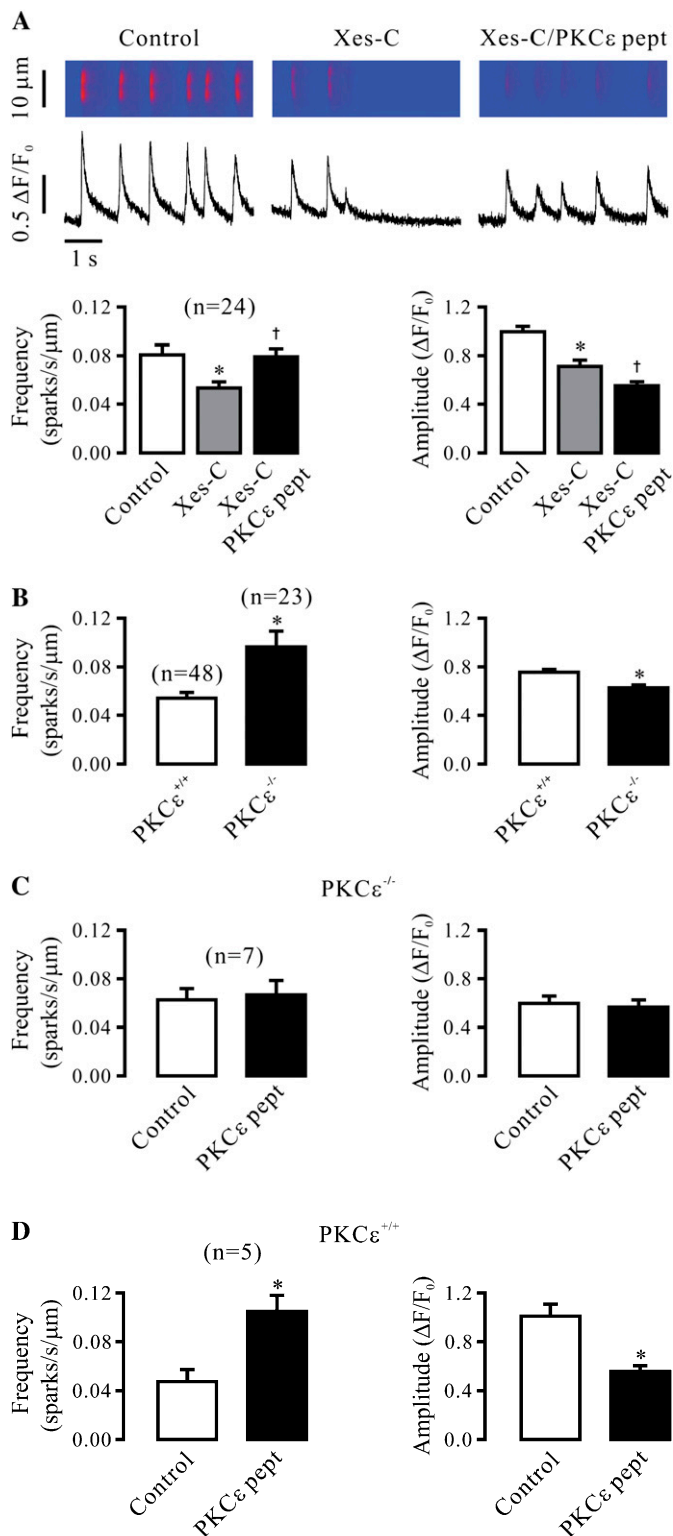 A
Control
Xes-C
Xes-C/PKCε pept
10 μm
0.5 ΔF/F0
1 s
Frequency
(sparks/s/μm)
0.12
0.08
0.04
0.00
(n=24)
*
†
Control
Xes-C
Xes-C
PKCε pept
Amplitude (ΔF/F0)
1.2
0.8
0.4
0.0
*
†
Control
Xes-C
Xes-C
PKCε pept
B
Frequency
(sparks/s/μm)
0.12
0.08
0.04
0.00
(n=48)
(n=23)
*
PKCε+/+
PKCε-/-
Amplitude (ΔF/F0)
1.2
0.8
0.4
0.0
*
PKCε+/+
PKCε-/-
C
PKCε-/-
Frequency
(sparks/s/μm)
0.12
0.08
0.04
0.00
(n=7)
Control
PKCε pept
Amplitude (ΔF/F0)
1.2
0.8
0.4
0.0
Control
PKCε pept
D
PKCε+/+
Frequency
(sparks/s/μm)
0.12
0.08
0.04
0.00
(n=5)
*
Control
PKCε pept
Amplitude (ΔF/F0)
1.2
0.8
0.4
0.0
*
Control
PKCε pept